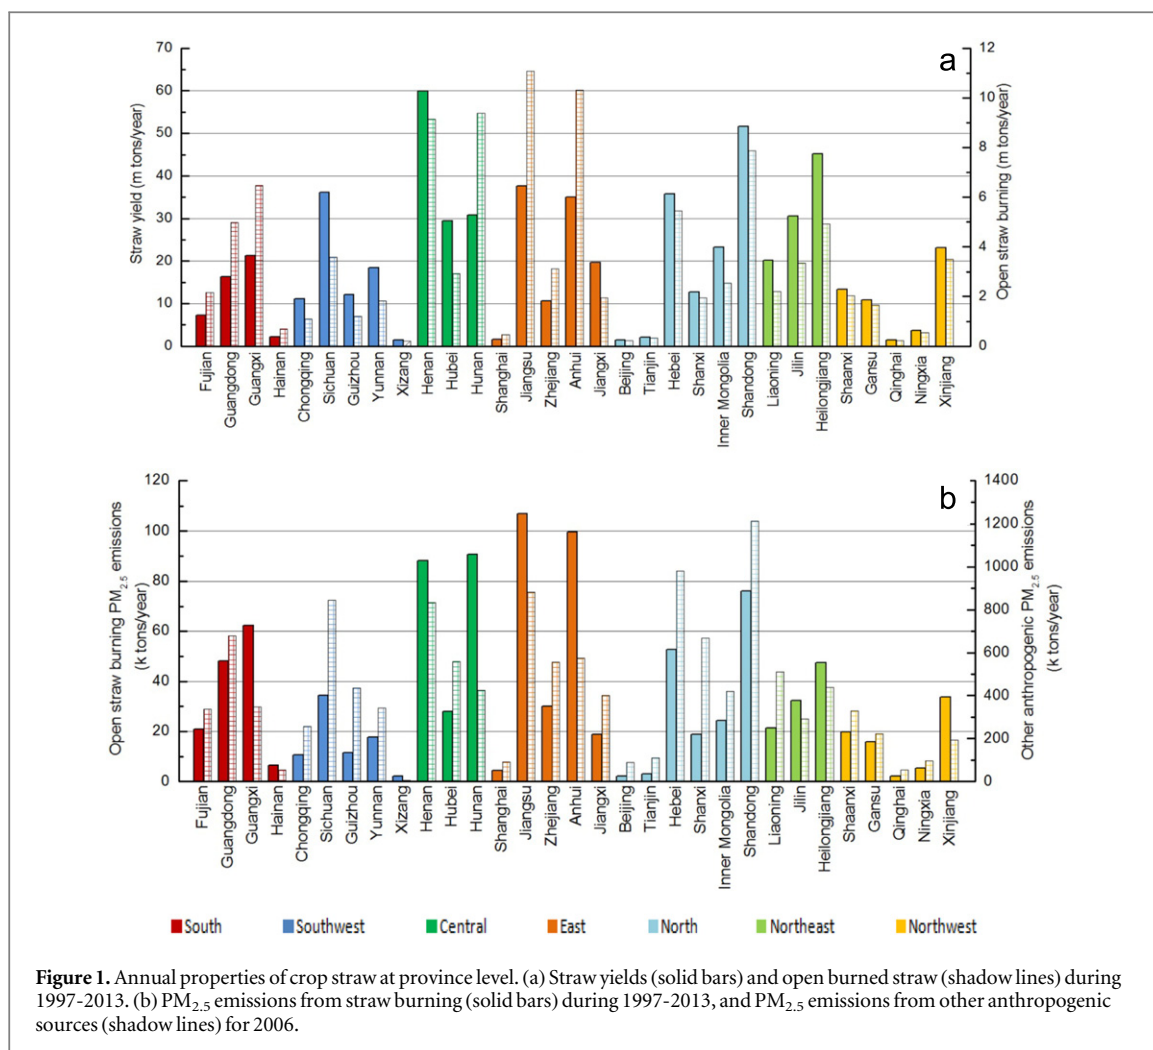 a
70
60
50
40
30
20
10
0
Straw yield (m tons/year)
12
10
8
6
4
2
0
Open straw burning (m tons/year)
Fujian
Guangdong
Guangxi
Hainan
Chongqing
Sichuan
Guizhou
Yunnan
Xizang
Henan
Hubei
Hunan
Shanghai
Jiangsu
Zhejiang
Anhui
Jiangxi
Beijing
Tianjin
Hebei
Shanxi
Inner Mongolia
Shandong
Liaoning
Jilin
Heilongjiang
Shaanxi
Gansu
Qinghai
Ningxia
Xinjiang
b
120
100
80
60
40
20
0
Open straw burning PM2.5 emissions
(k tons/year)
1400
1200
1000
800
600
400
200
0
Other anthropogenic PM2.5 emissions
(k tons/year)
Fujian
Guangdong
Guangxi
Hainan
Chongqing
Sichuan
Guizhou
Yunnan
Xizang
Henan
Hubei
Hunan
Shanghai
Jiangsu
Zhejiang
Anhui
Jiangxi
Beijing
Tianjin
Hebei
Shanxi
Inner Mongolia
Shandong
Liaoning
Jilin
Heilongjiang
Shaanxi
Gansu
Qinghai
Ningxia
Xinjiang
South Southwest Central East North Northeast Northwest
Figure 1. Annual properties of crop straw at province level. (a) Straw yields (solid bars) and open burned straw (shadow lines) during
1997-2013. (b) PM2.5 emissions from straw burning (solid bars) during 1997-2013, and PM2.5 emissions from other anthropogenic
sources (shadow lines) for 2006.